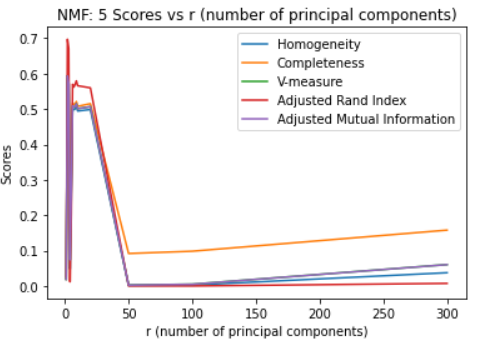 NMF: 5 Scores vs r (number of principal components)
Homogeneity
Completeness
V-measure
Adjusted Rand Index
Adjusted Mutual Information
Scores
0.7
0.6
0.5
0.4
0.3
0.2
0.1
0.0
0 50 100 150 200 250 300
r (number of principal components)